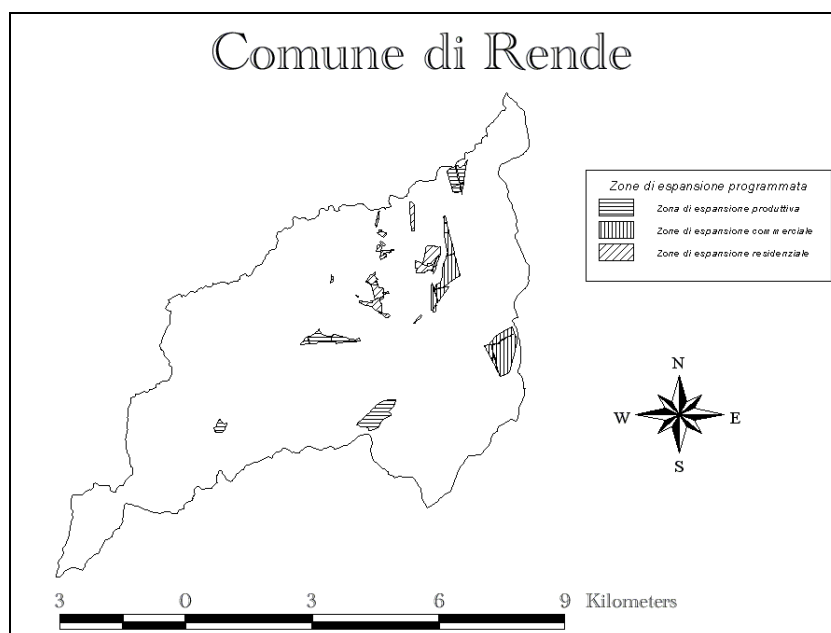 Comune di Rende
Zone di espansione programmata
Zona di espansione produttiva
Zone di espansione commerciale
Zone di espansione residenziale
N
W E
S
3 0 3 6 9 Kilometers